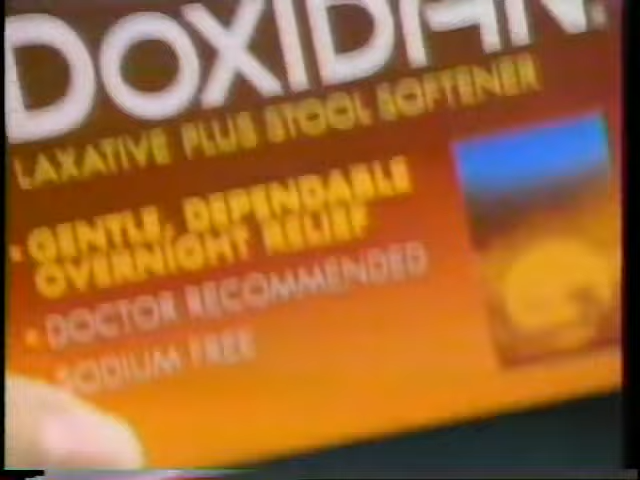 DOXIDAN
LAXATIVE PLUS STOOL SOFTENER
• GENTLE, DEPENDABLE
OVERNIGHT RELIEF
• DOCTOR RECOMMENDED
SODIUM FREE